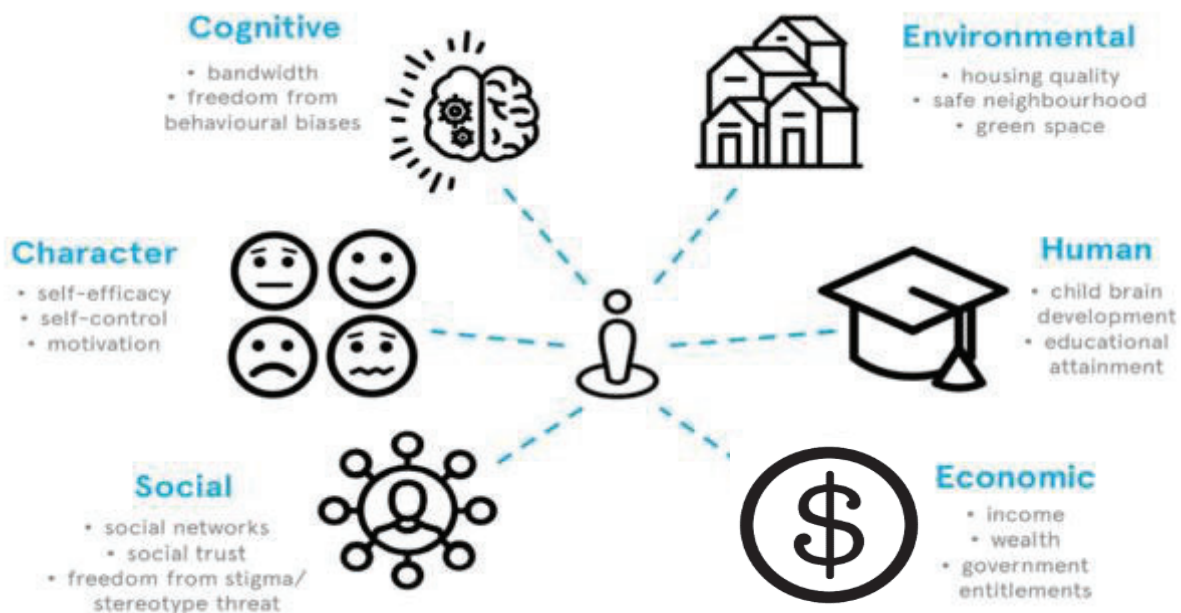 Cognitive
• bandwidth
• freedom from
behavioural biases
Environmental
• housing quality
• safe neighbourhood
• green space
Character
• self-efficacy
• self-control
• motivation
Human
• child brain
development
• educational
attainment
Social
• social networks
• social trust
• freedom from stigma/
stereotype threat
$
Economic
• income
• wealth
• government
entitlements